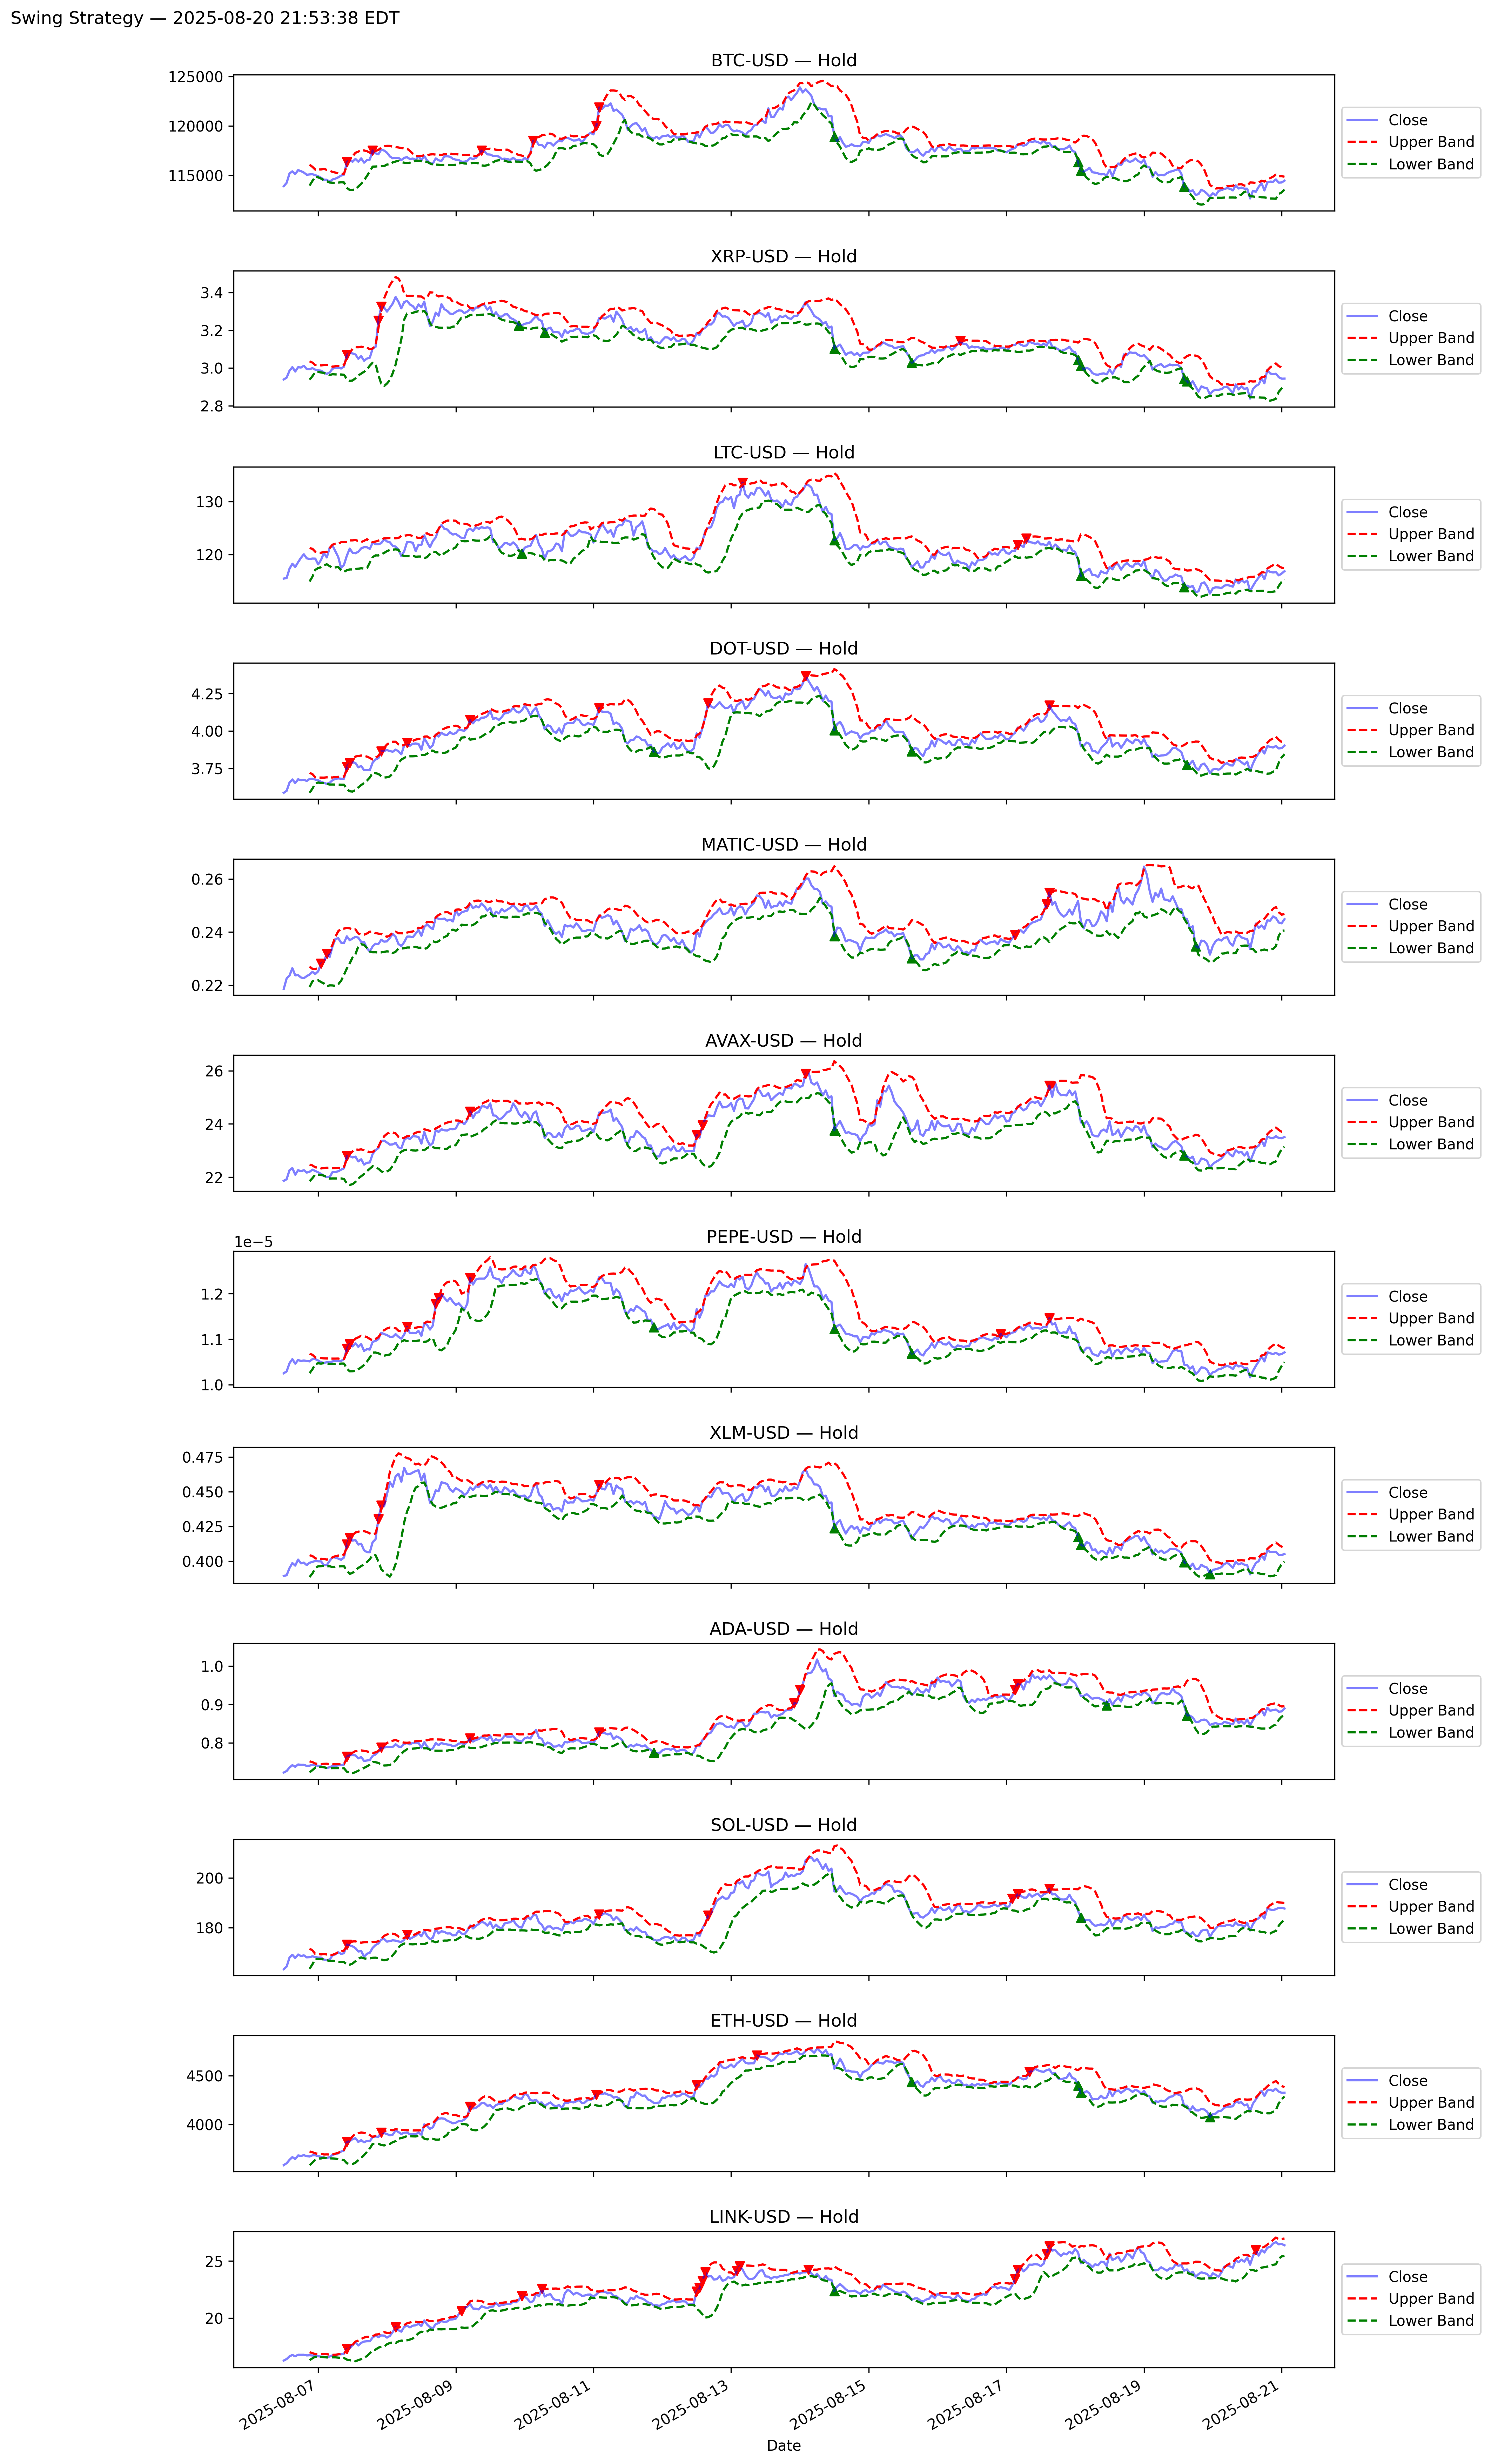 Swing Strategy — 2025-08-20 21:53:38 EDT
BTC-USD — Hold
125000
120000
115000
Close
Upper Band
Lower Band
XRP-USD — Hold
3.4
3.2
3.0
2.8
Close
Upper Band
Lower Band
LTC-USD — Hold
130
120
Close
Upper Band
Lower Band
DOT-USD — Hold
4.25
4.00
3.75
Close
Upper Band
Lower Band
MATIC-USD — Hold
0.26
0.24
0.22
Close
Upper Band
Lower Band
AVAX-USD — Hold
26
24
22
Close
Upper Band
Lower Band
PEPE-USD — Hold
1e−5
1.2
1.1
1.0
Close
Upper Band
Lower Band
XLM-USD — Hold
0.475
0.450
0.425
0.400
Close
Upper Band
Lower Band
ADA-USD — Hold
1.0
0.9
0.8
Close
Upper Band
Lower Band
SOL-USD — Hold
200
180
Close
Upper Band
Lower Band
ETH-USD — Hold
4500
4000
Close
Upper Band
Lower Band
LINK-USD — Hold
25
20
Close
Upper Band
Lower Band
2025-08-07
2025-08-09
2025-08-11
2025-08-13
2025-08-15
2025-08-17
2025-08-19
2025-08-21
Date